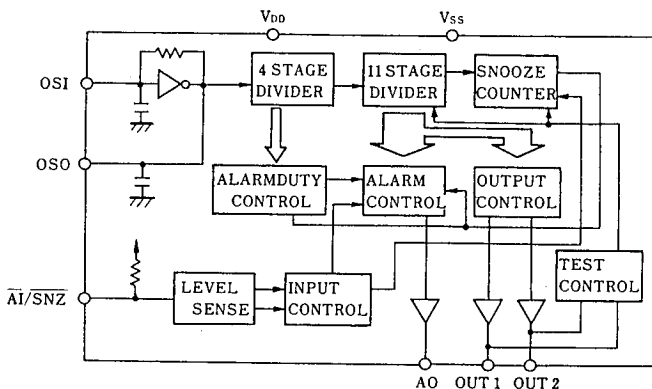 VDD VSS
OSI
4 STAGE
DIVIDER
11 STAGE
DIVIDER
SNOOZE
COUNTER
OSO
ALARMDUTY
CONTROL
ALARM
CONTROL
OUTPUT
CONTROL
AI/SNZ
LEVEL
SENSE
INPUT
CONTROL
TEST
CONTROL
AO OUT 1 OUT 2